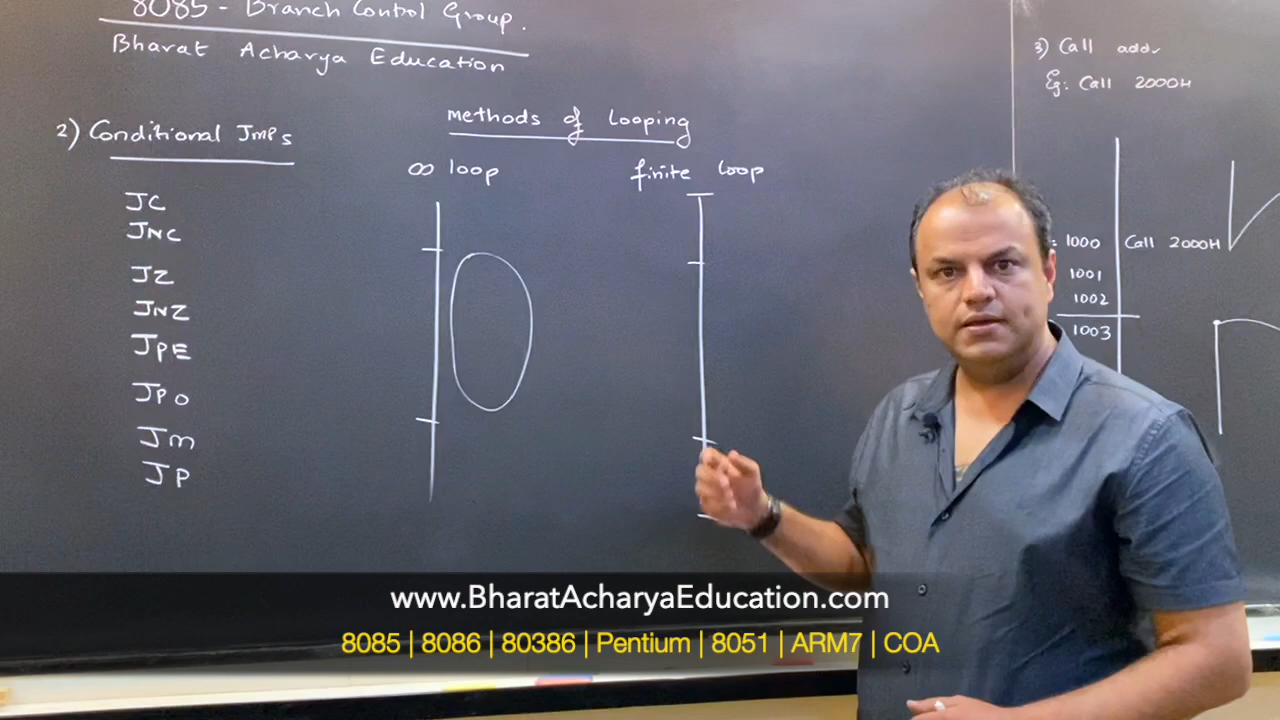 8085 - Branch Control Group.
Bharat Acharya Education
2) Conditional JMPs
JC
JNC
JZ
JNZ
JPE
JPO
JM
JP
methods of Looping
∞ loop
finite loop
3) Call addr
Eg: Call 2000H
= 1000 Call 2000H
1001
1002
1003
www.BharatAcharyaEducation.com
8085 | 8086 | 80386 | Pentium | 8051 | ARM7 | COA